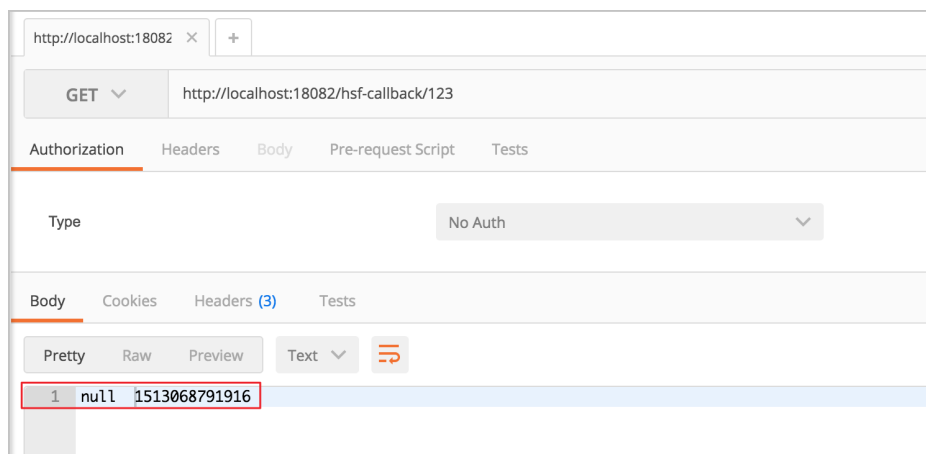 http://localhost:18082 × +
GET http://localhost:18082/hsf-callback/123
Authorization Headers Body Pre-request Script Tests
Type No Auth
Body Cookies Headers (3) Tests
Pretty Raw Preview Text
1 null 1513068791916